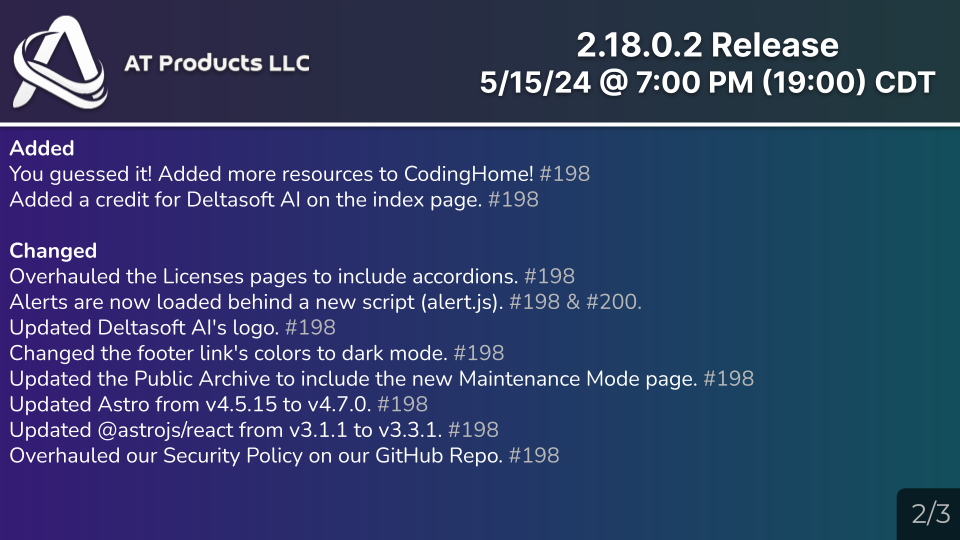 AT Products LLC
2.18.0.2 Release
5/15/24 @ 7:00 PM (19:00) CDT
Added
You guessed it! Added more resources to CodingHome! #198
Added a credit for Deltasoft AI on the index page. #198
Changed
Overhauled the Licenses pages to include accordions. #198
Alerts are now loaded behind a new script (alert.js). #198 & #200.
Updated Deltasoft AI's logo. #198
Changed the footer link's colors to dark mode. #198
Updated the Public Archive to include the new Maintenance Mode page. #198
Updated Astro from v4.5.15 to v4.7.0. #198
Updated @astrojs/react from v3.1.1 to v3.3.1. #198
Overhauled our Security Policy on our GitHub Repo. #198
2/3